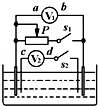 a V₁ b
P s₁
c V₂ d
s₂